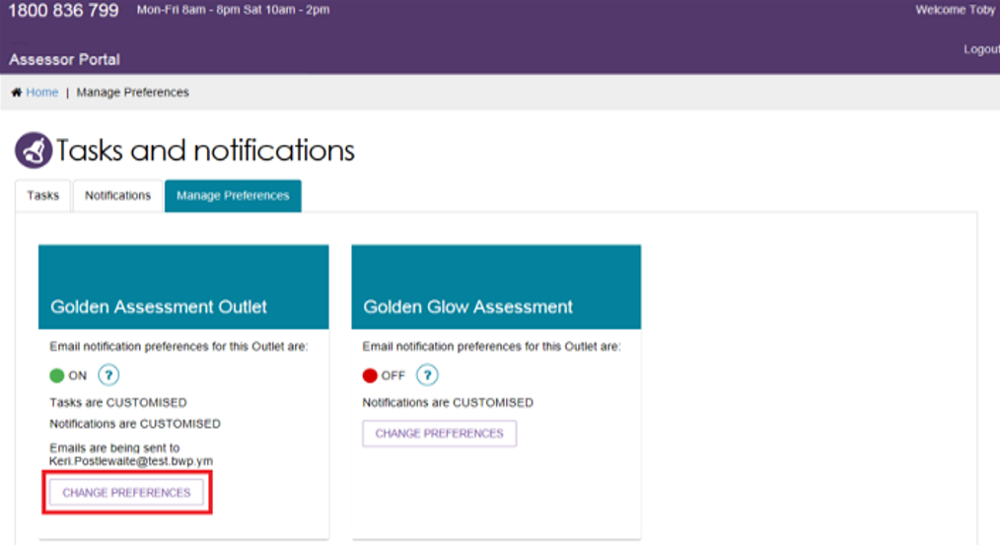 1800 836 799 Mon-Fri 8am - 8pm Sat 10am - 2pm Welcome Toby
Logout
Assessor Portal
Home | Manage Preferences
Tasks and notifications
Tasks Notifications Manage Preferences
Golden Assessment Outlet
Email notification preferences for this Outlet are:
ON ?
Tasks are CUSTOMISED
Notifications are CUSTOMISED
Emails are being sent to
Keri.Postlewaite@test.bwp.ym
CHANGE PREFERENCES
Golden Glow Assessment
Email notification preferences for this Outlet are:
OFF ?
Notifications are CUSTOMISED
CHANGE PREFERENCES